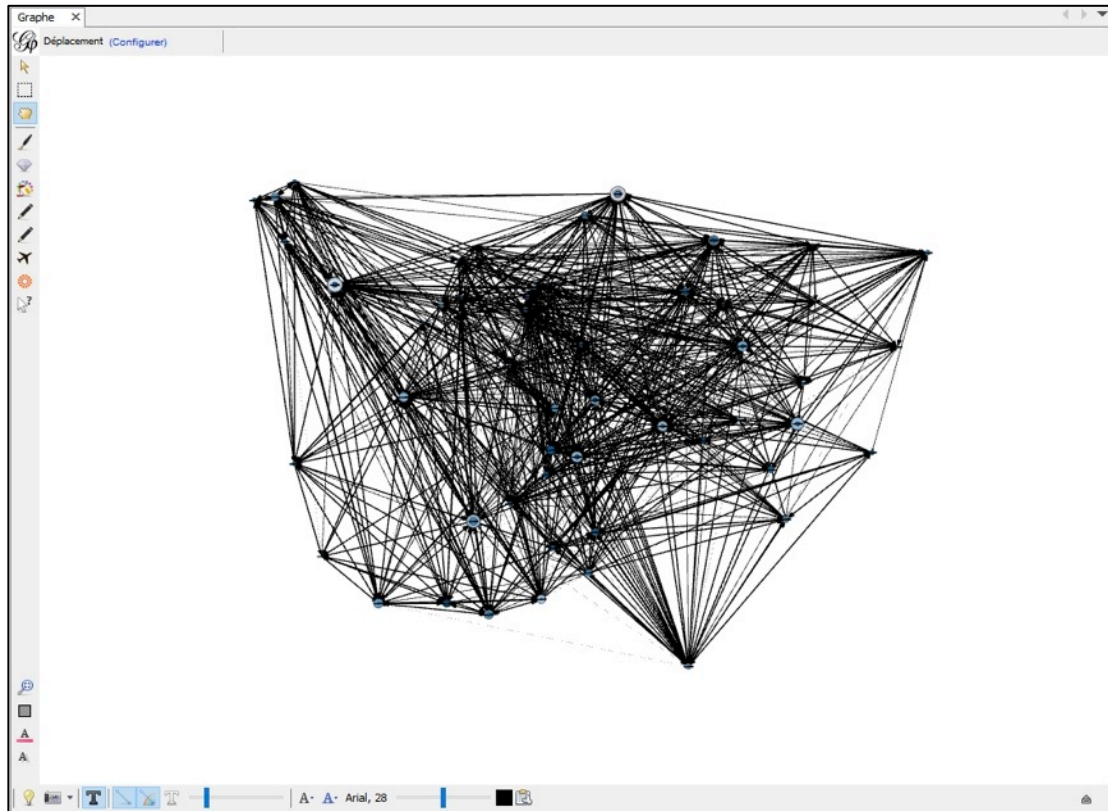 Graphe
Déplacement (Configurer)
T T A- A- Arial, 28
A
A